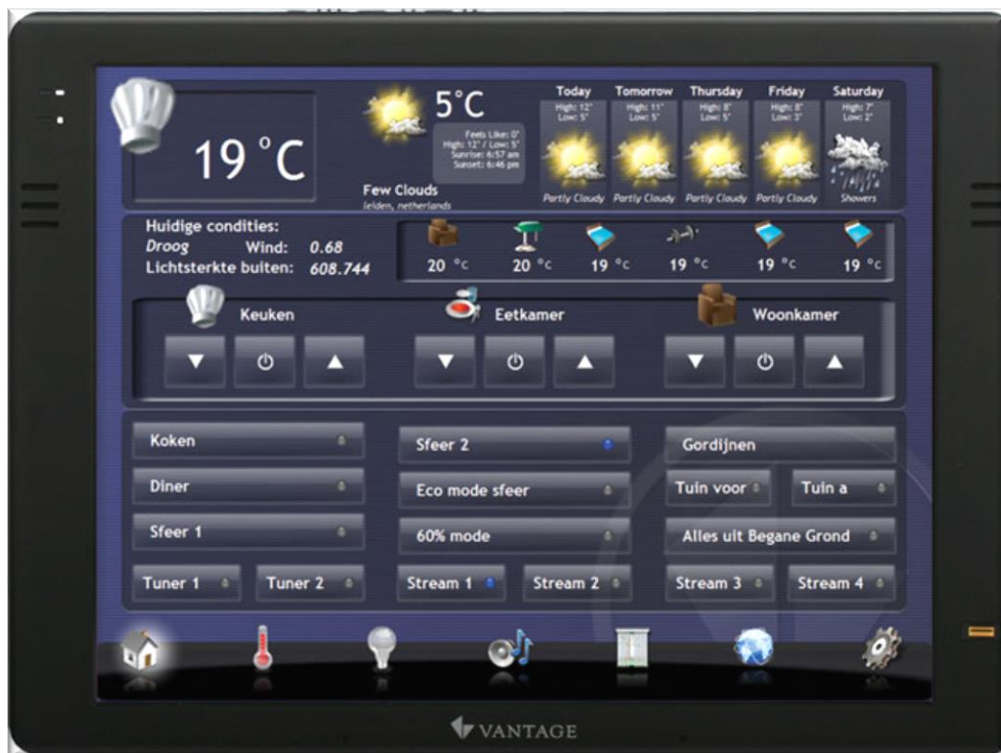 19 °C
5°C
Feels Like: 0°
High: 12° / Low: 5°
Sunrise: 6:57 am
Sunset: 6:46 pm
Few Clouds
leiden, netherlands
Today
High: 12°
Low: 5°
Partly Cloudy
Tomorrow
High: 11°
Low: 5°
Partly Cloudy
Thursday
High: 8°
Low: 5°
Partly Cloudy
Friday
High: 8°
Low: 3°
Partly Cloudy
Saturday
High: 7°
Low: 2°
Showers
Huidige condities:
Droog Wind: 0.68
Lichtsterkte buiten: 608.744
20 °C 20 °C 19 °C 19 °C 19 °C 19 °C
Keuken Eetkamer Woonkamer
Koken Sfeer 2 Gordijnen
Diner Eco mode sfeer Tuin voor Tuin a
Sfeer 1 60% mode Alles uit Begane Grond
Tuner 1 Tuner 2 Stream 1 Stream 2 Stream 3 Stream 4
VANTAGE